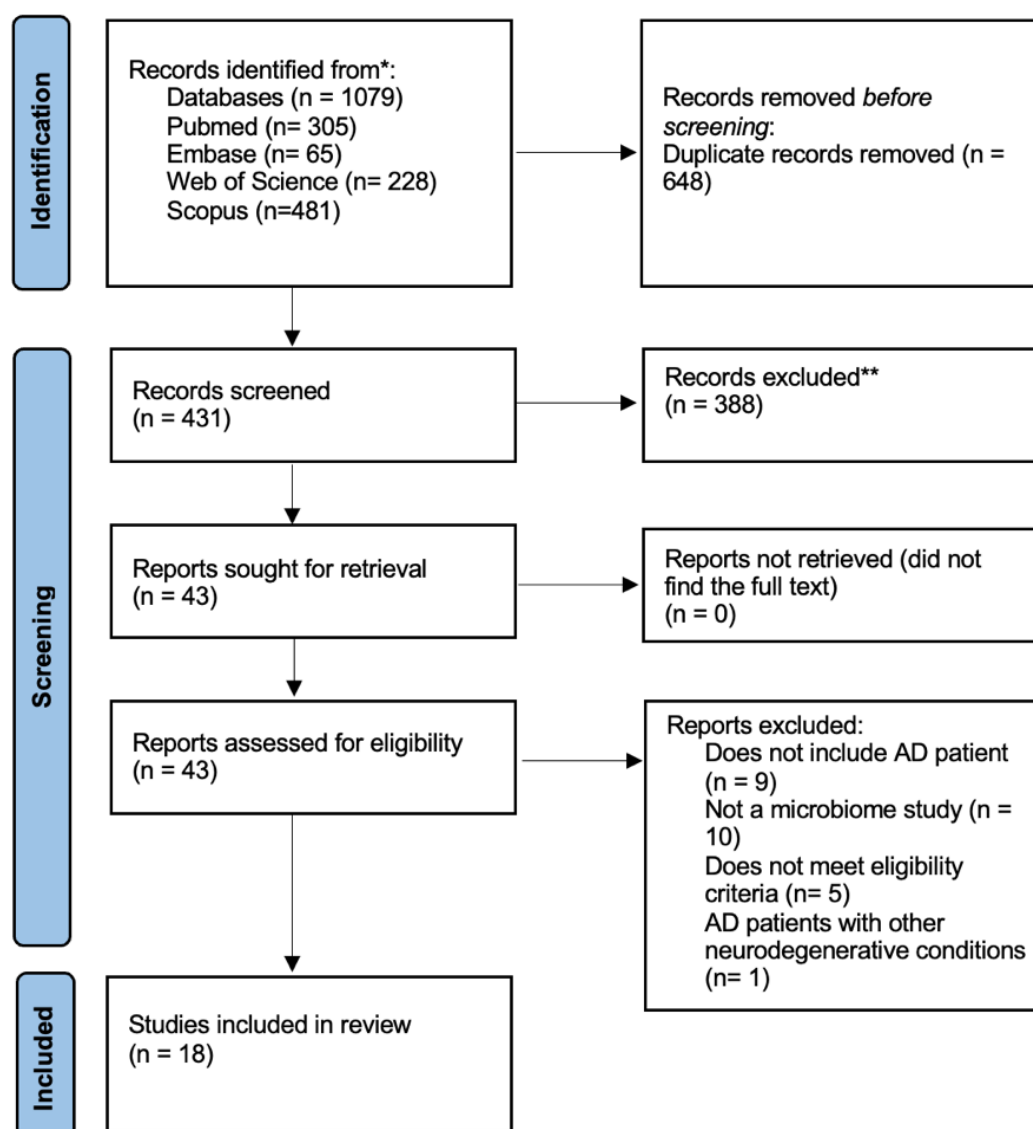 Identification
Records identified from*:
Databases (n = 1079)
Pubmed (n= 305)
Embase (n= 65)
Web of Science (n= 228)
Scopus (n=481)
Records removed before
screening:
Duplicate records removed (n =
648)
Screening
Records screened
(n = 431)
Records excluded**
(n = 388)
Reports sought for retrieval
(n = 43)
Reports not retrieved (did not
find the full text)
(n = 0)
Reports assessed for eligibility
(n = 43)
Reports excluded:
Does not include AD patient
(n = 9)
Not a microbiome study (n =
10)
Does not meet eligibility
criteria (n= 5)
AD patients with other
neurodegenerative conditions
(n= 1)
Included
Studies included in review
(n = 18)